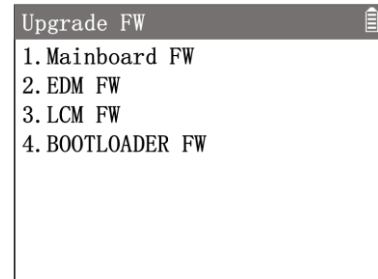 Upgrade FW
1. Mainboard FW
2. EDM FW
3. LCM FW
4. BOOTLOADER FW